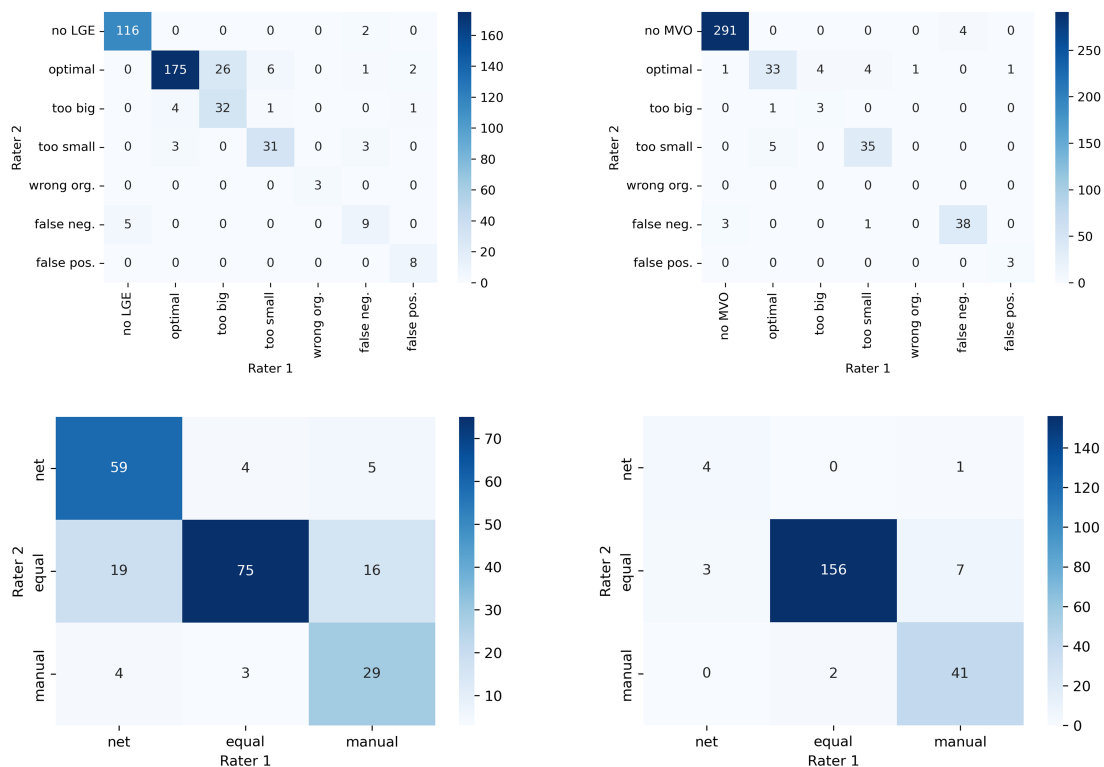 no LGE 116 0 0 0 0 2 0
optimal 0 175 26 6 0 1 2
too big 0 4 32 1 0 0 1
too small 0 3 0 31 0 3 0
wrong org. 0 0 0 0 3 0 0
false neg. 5 0 0 0 0 9 0
false pos. 0 0 0 0 0 0 8
Rater 2
no LGE optimal too big too small wrong org. false neg. false pos.
Rater 1
160
140
120
100
80
60
40
20
0
no MVO 291 0 0 0 0 4 0
optimal 1 33 4 4 1 0 1
too big 0 1 3 0 0 0 0
too small 0 5 0 35 0 0 0
wrong org. 0 0 0 0 0 0 0
false neg. 3 0 0 1 0 38 0
false pos. 0 0 0 0 0 0 3
Rater 2
no MVO optimal too big too small wrong org. false neg. false pos.
Rater 1
250
200
150
100
50
0
net 59 4 5
equal 19 75 16
manual 4 3 29
Rater 2
net equal manual
Rater 1
70
60
50
40
30
20
10
net 4 0 1
equal 3 156 7
manual 0 2 41
Rater 2
net equal manual
Rater 1
140
120
100
80
60
40
20
0